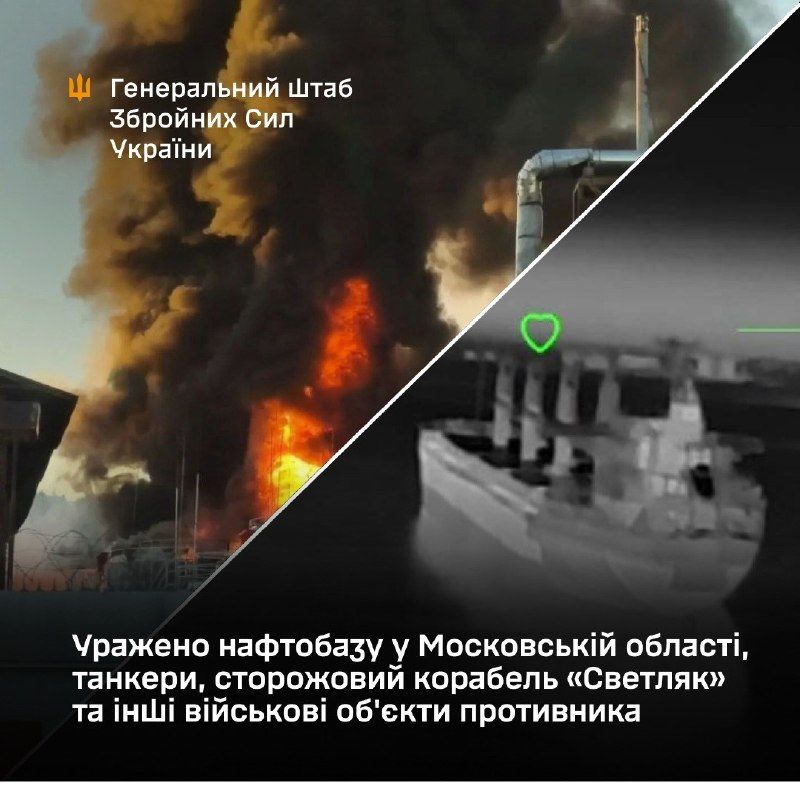 Генеральний штаб
Збройних Сил
України
Уражено нафтобазу у Московській області,
танкери, сторожовий корабель «Светляк»
та інші військові об'єкти противника